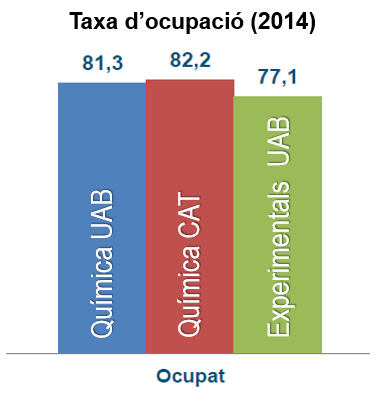 Taxa d’ocupació (2014)
81,3
82,2
77,1
Química UAB
Química CAT
Experimentals UAB
Ocupat